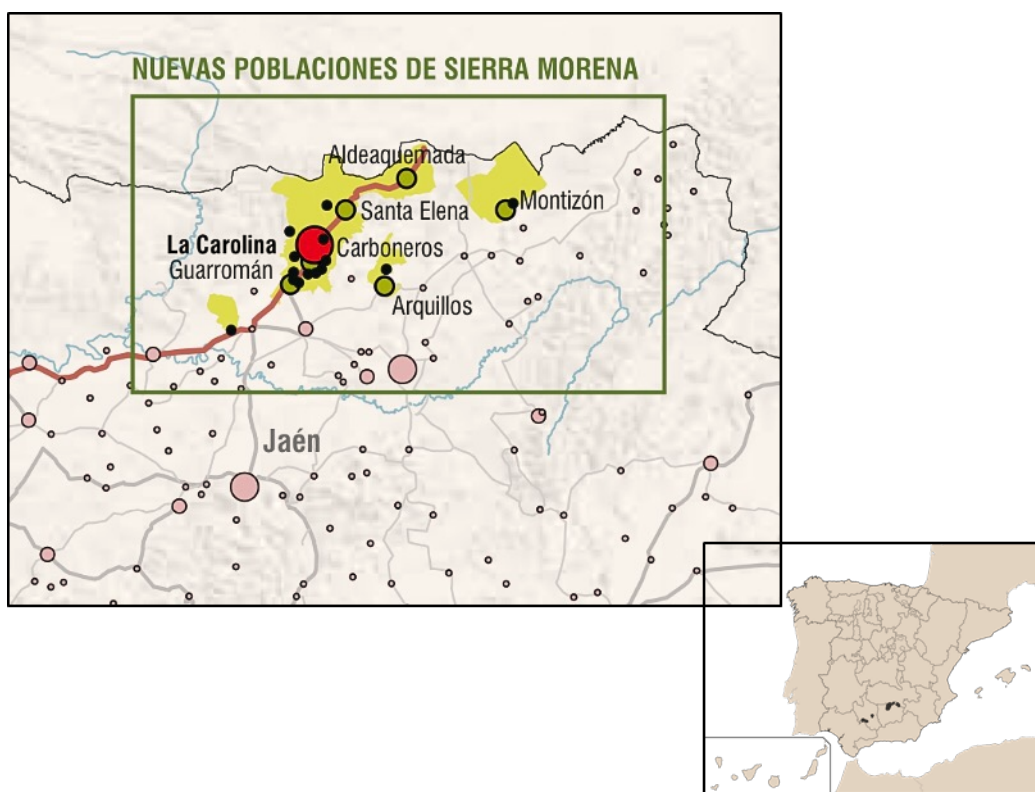 NUEVAS POBLACIONES DE SIERRA MORENA
Aldeaquemada
Santa Elena
Montizón
La Carolina
Carboneros
Guarromán
Arquillos
Jaén